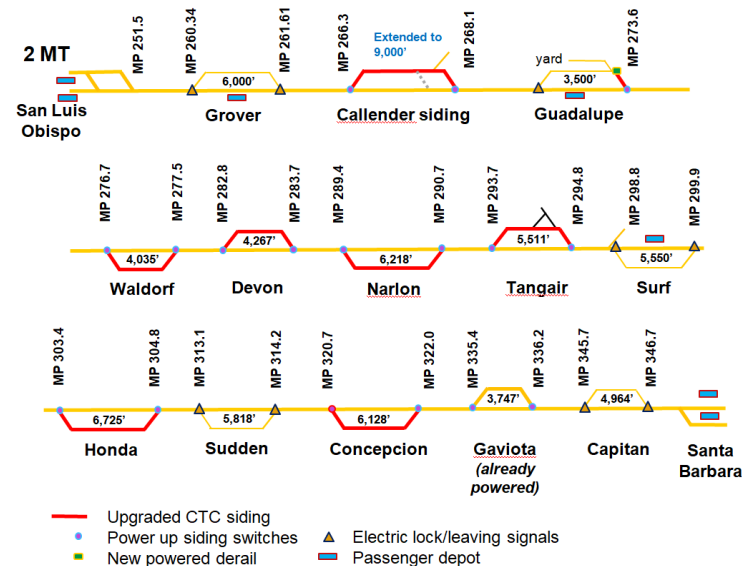 2 MT
MP 251.5
MP 260.34
MP 261.61
MP 266.3
Extended to
9,000’
MP 268.1
yard
MP 273.6
6,000’
3,500’
San Luis
Obispo
Grover
Callender siding
Guadalupe
MP 276.7
MP 277.5
MP 282.8
MP 283.7
MP 289.4
MP 290.7
MP 293.7
MP 294.8
MP 298.8
MP 299.9
4,035’
4,267’
6,218’
5,511’
5,550’
Waldorf
Devon
Narlon
Tangair
Surf
MP 303.4
MP 304.8
MP 313.1
MP 314.2
MP 320.7
MP 322.0
MP 335.4
MP 336.2
MP 345.7
MP 346.7
6,725’
5,818’
6,128’
3,747’
4,964’
Honda
Sudden
Concepcion
Gaviota
(already
powered)
Capitan
Santa
Barbara
Upgraded CTC siding
Power up siding switches
New powered derail
Electric lock/leaving signals
Passenger depot